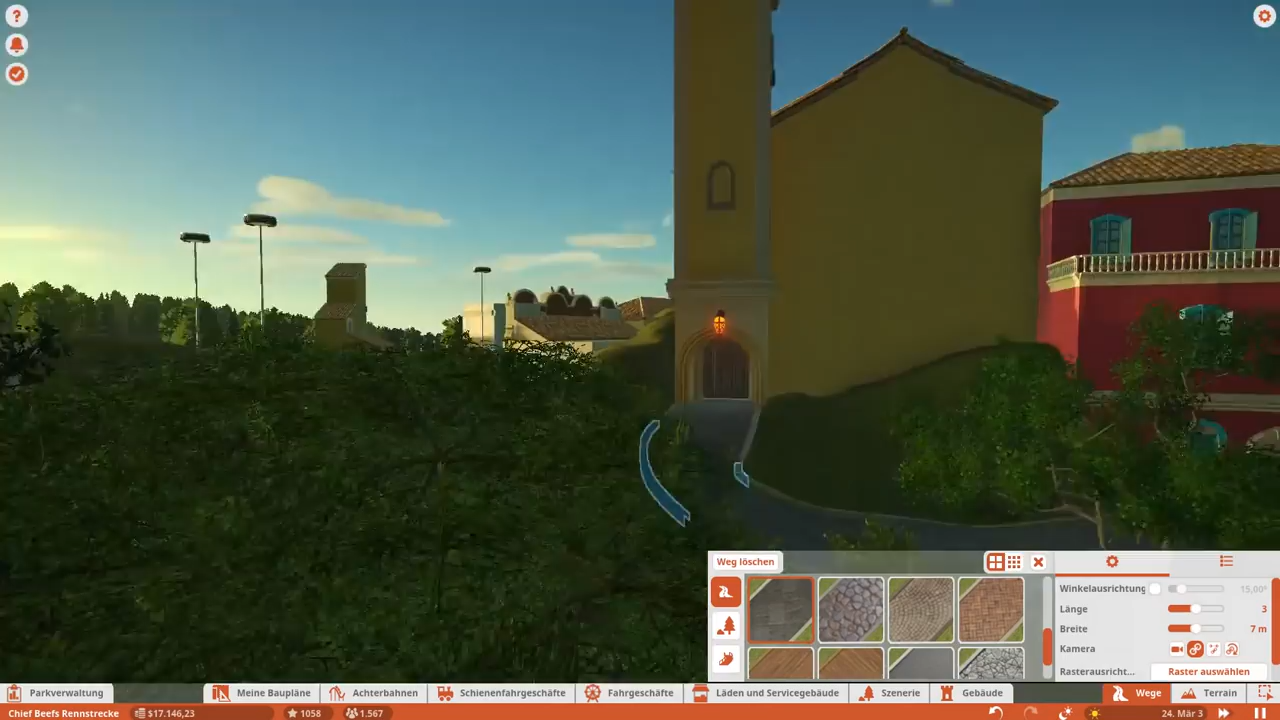 Weg löschen
Winkelausrichtung
15,00°
Länge
3
Breite
7 m
Kamera
Rasterausricht...
Raster auswählen
Parkverwaltung
Meine Baupläne
Achterbahnen
Schienenfahrgeschäfte
Fahrgeschäfte
Läden und Servicegebäude
Szenerie
Gebäude
Wege
Terrain
Chief Beefs Rennstrecke
$17.146,23
1058
1.567
24. Mär 3